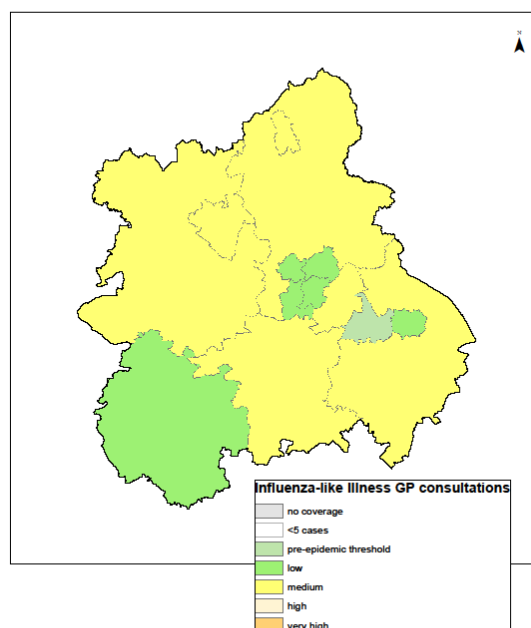 N
Influenza-like Illness GP consultations
no coverage
<5 cases
pre-epidemic threshold
low
medium
high
very high